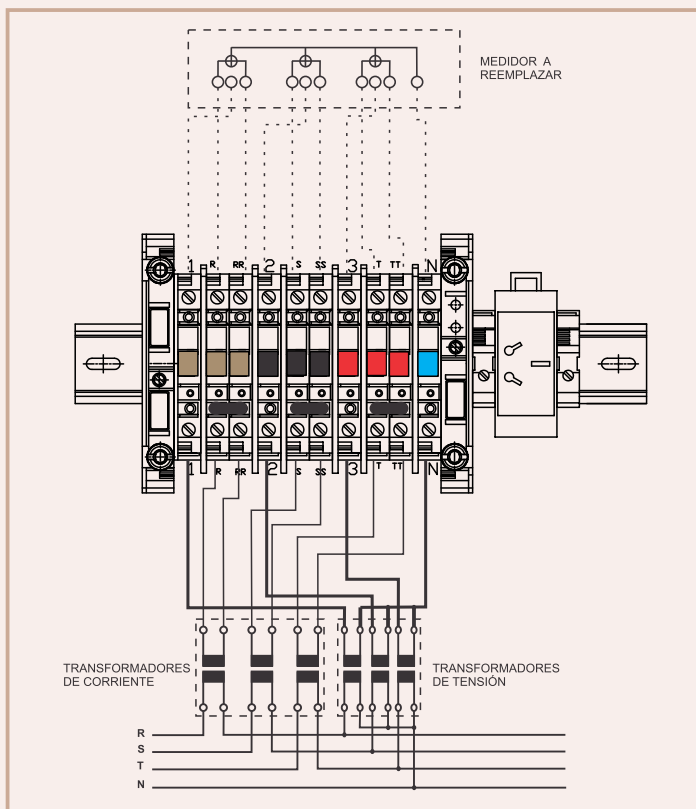 MEDIDOR A
REEMPLAZAR
1 R RR 2 S SS 3 T TT N
1 R RR 2 S SS 3 T TT N
TRANSFORMADORES
DE CORRIENTE
TRANSFORMADORES
DE TENSIÓN
R
S
T
N